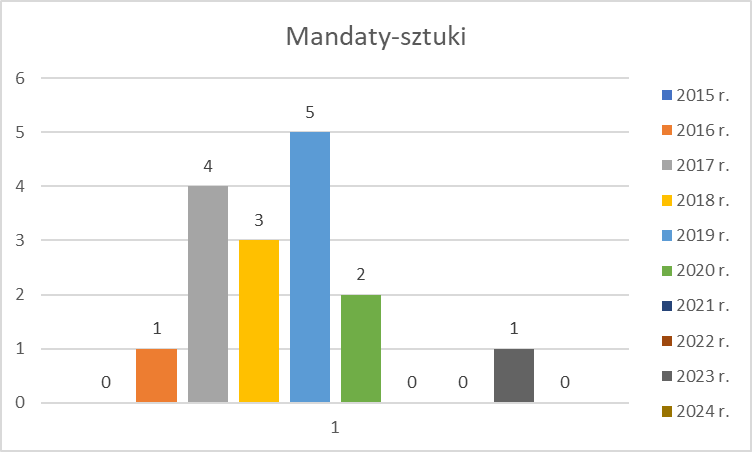 Mandaty-sztuki
6
5
4
3
2
1
0
0
1
4
3
5
2
0
0
1
0
1
2015 r.
2016 r.
2017 r.
2018 r.
2019 r.
2020 r.
2021 r.
2022 r.
2023 r.
2024 r.